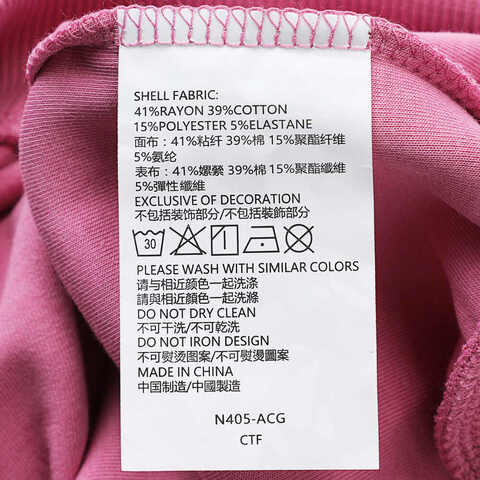 SHELL FABRIC:
41%RAYON 39%COTTON
15%POLYESTER 5%ELASTANE
面布：41%粘纤 39%棉 15%聚酯纤维
5%氨纶
表布：41%嫘縈 39%棉 15%聚酯纖維
5%彈性纖維
EXCLUSIVE OF DECORATION
不包括装饰部分/不包括裝飾部分
30
PLEASE WASH WITH SIMILAR COLORS
请与相近颜色一起洗涤
請與相近顏色一起洗滌
DO NOT DRY CLEAN
不可干洗/不可乾洗
DO NOT IRON DESIGN
不可熨烫图案/不可熨燙圖案
MADE IN CHINA
中国制造/中國製造
N405-ACG
CTF